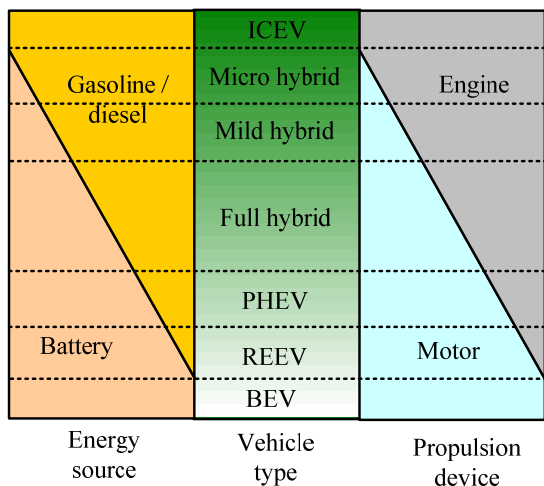 ICEV
Gasoline /
diesel
Micro hybrid
Engine
Mild hybrid
Full hybrid
PHEV
Battery
REEV
Motor
BEV
Energy
source
Vehicle
type
Propulsion
device